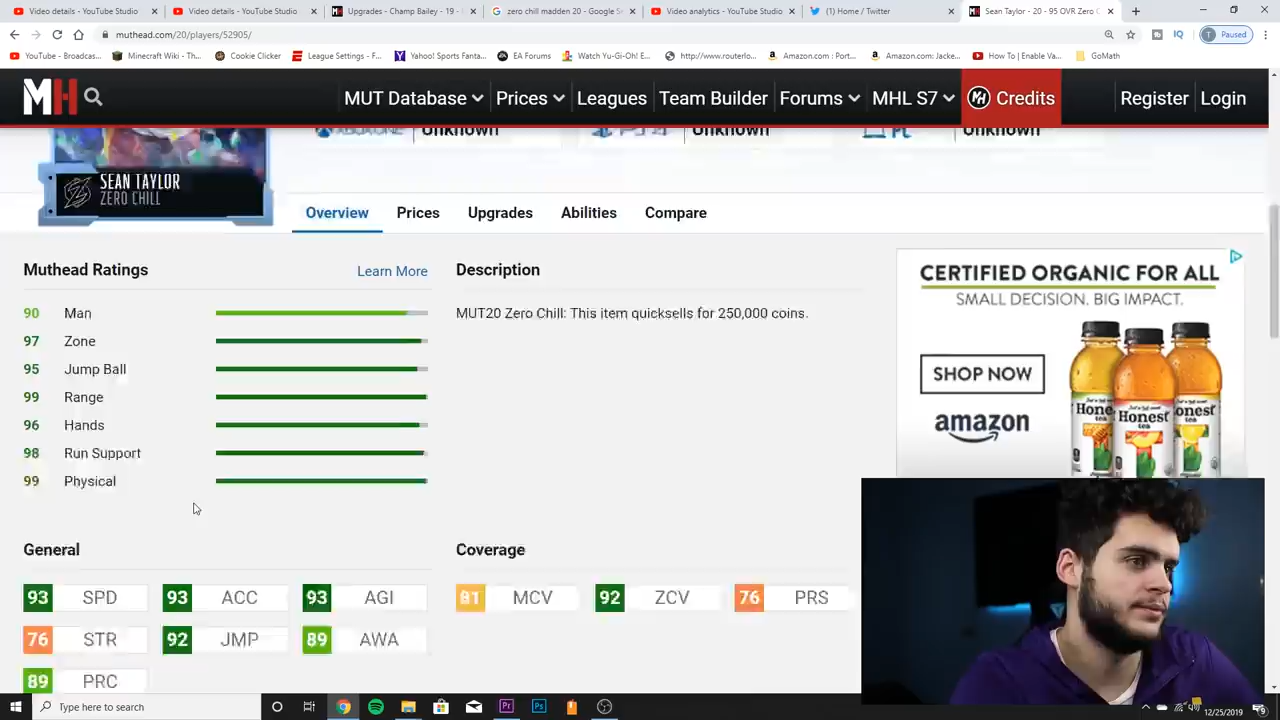 Video details - YouTube Studio
Video details - YouTube Studio
Upgrades - Champ Bailey - 19 -
zero chill madden 20 - Google S
Video analytics - YouTube Studio
(1) Home / Twitter
Sean Taylor - 20 - 95 OVR Zero C
muthead.com/20/players/52905/
Paused
YouTube - Broadcas...
Minecraft Wiki - Th...
Cookie Clicker
League Settings - F...
Yahoo! Sports Fanta...
EA Forums
Watch Yu-Gi-Oh! E...
http://www.routerlo...
Amazon.com : Port...
Amazon.com: Jacke...
How To | Enable Va...
GoMath
MH
MUT Database
Prices
Leagues
Team Builder
Forums
MHL S7
Credits
Register
Login
Unknown
Unknown
Unknown
SEAN TAYLOR
ZERO CHILL
Overview
Prices
Upgrades
Abilities
Compare
Muthead Ratings
Learn More
Description
90 Man
MUT20 Zero Chill: This item quicksells for 250,000 coins.
97 Zone
95 Jump Ball
99 Range
96 Hands
98 Run Support
99 Physical
CERTIFIED ORGANIC FOR ALL
SMALL DECISION. BIG IMPACT.
SHOP NOW
amazon
Honest
General
Coverage
93 SPD
93 ACC
93 AGI
81 MCV
92 ZCV
76 PRS
76 STR
92 JMP
89 AWA
89 PRC
Type here to search
12/25/2019